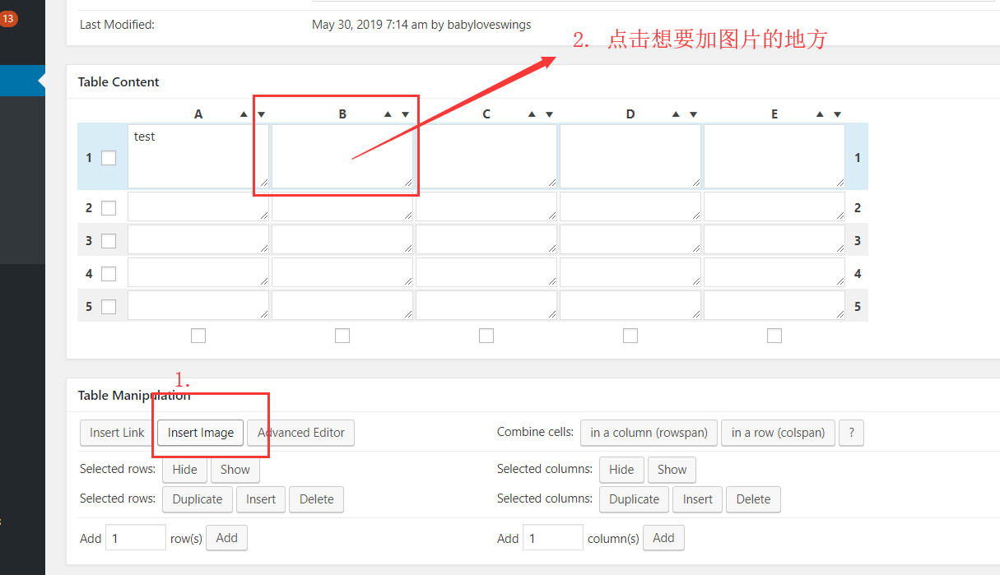 13
Last Modified: May 30, 2019 7:14 am by babyloveswings
2. 点击想要加图片的地方
Table Content
A B C D E
1 test 1
2 2
3 3
4 4
5 5
1.
Table Manipulation
Insert Link Insert Image Advanced Editor Combine cells: in a column (rowspan) in a row (colspan) ?
Selected rows: Hide Show Selected columns: Hide Show
Selected rows: Duplicate Insert Delete Selected columns: Duplicate Insert Delete
Add 1 row(s) Add Add 1 column(s) Add